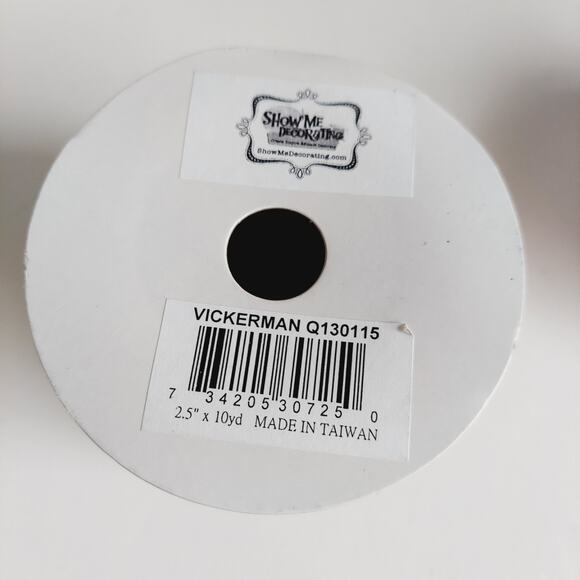 SHOW ME
DECORATING
ShowMeDecorating.com
VICKERMAN Q130115
7 34205 30725 0
2.5" x 10yd MADE IN TAIWAN